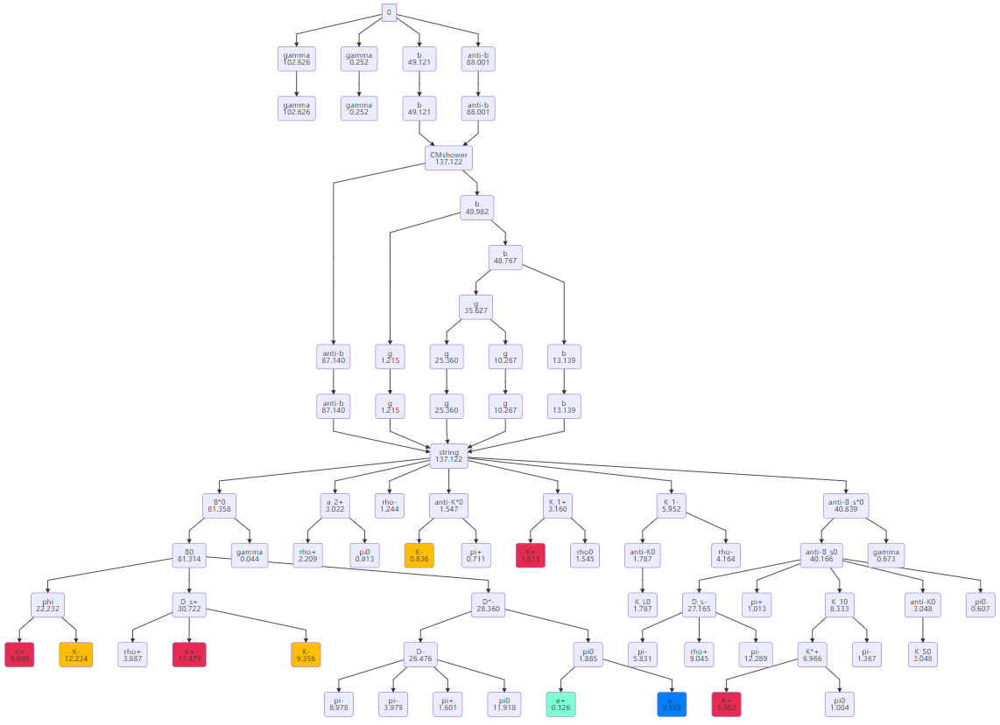 0
gamma
102.626
gamma
0.252
b
49.121
anti-b
88.001
gamma
102.626
gamma
0.252
b
49.121
anti-b
88.001
CMshower
137.122
b
49.982
b
48.767
g
35.627
anti-b
87.140
g
1.215
g
25.360
g
10.267
b
13.139
anti-b
87.140
g
1.215
g
25.360
g
10.267
b
13.139
string
137.122
B*0
81.358
a_2+
3.022
rho-
1.244
anti-K*0
1.547
K_1+
3.160
K_1-
5.952
anti-B_s*0
40.839
B0
81.314
gamma
0.044
rho+
2.209
pi0
0.813
K-
0.836
pi+
0.711
K+
1.615
rho0
1.545
anti-K0
1.787
rho-
4.164
anti-B_s0
40.166
gamma
0.673
phi
22.232
D_s+
30.722
D*-
28.360
K_L0
1.787
D_s-
27.165
pi+
1.013
K_10
8.333
anti-K0
3.048
pi0
0.607
K+
9.998
K-
12.234
rho+
3.887
K+
17.479
K-
9.356
D-
26.476
pi0
1.885
pi-
5.831
rho+
9.045
pi-
12.289
K*+
6.966
pi-
1.367
K_S0
3.048
pi-
8.978
pi-
3.979
pi+
1.601
pi0
11.918
e+
0.126
e-
0.559
K+
5.962
pi0
1.004